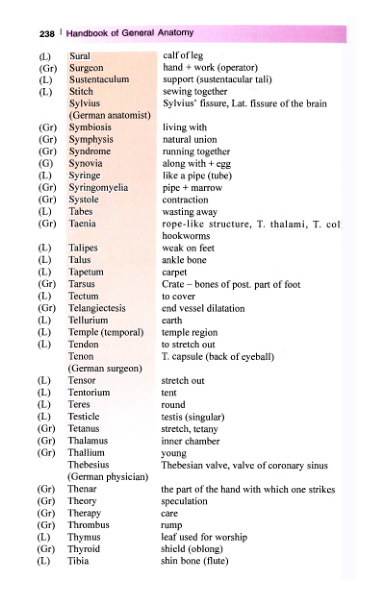 238 | Handbook of General Anatomy
(L) Sural calf of leg
(Gr) Surgeon hand + work (operator)
(L) Sustentaculum support (sustentaculum tali)
(L) Stitch sewing together
Sylvius Sylvius' fissure, Lat. fissure of the brain
(German anatomist)
(Gr) Symbiosis living with
(Gr) Symphysis natural union
(Gr) Syndrome running together
(G) Synovia along with + egg
(L) Syringe like a pipe (tube)
(Gr) Syringomyelia pipe + marrow
(Gr) Systole contraction
(L) Tabes wasting away
(Gr) Taenia rope-like structure, T. thalami, T. col
hookworms
(L) Talipes weak on feet
(L) Talus ankle bone
(L) Tapetum carpet
(Gr) Tarsus Crate – bones of post. part of foot
(L) Tectum to cover
(Gr) Telangiectesis end vessel dilatation
(L) Tellurium earth
(L) Temple (temporal) temple region
(L) Tendon to stretch out
Tenon T. capsule (back of eyeball)
(German surgeon)
(L) Tensor stretch out
(L) Tentorium tent
(L) Teres round
(L) Testicle testis (singular)
(Gr) Tetanus stretch, tetany
(Gr) Thalamus inner chamber
(Gr) Thallium young
Thebesius Thebesian valve, valve of coronary sinus
(German physician)
(Gr) Thenar the part of the hand with which one strikes
(Gr) Theory speculation
(Gr) Therapy care
(Gr) Thrombus rump
(L) Thymus leaf used for worship
(Gr) Thyroid shield (oblong)
(L) Tibia shin bone (flute)